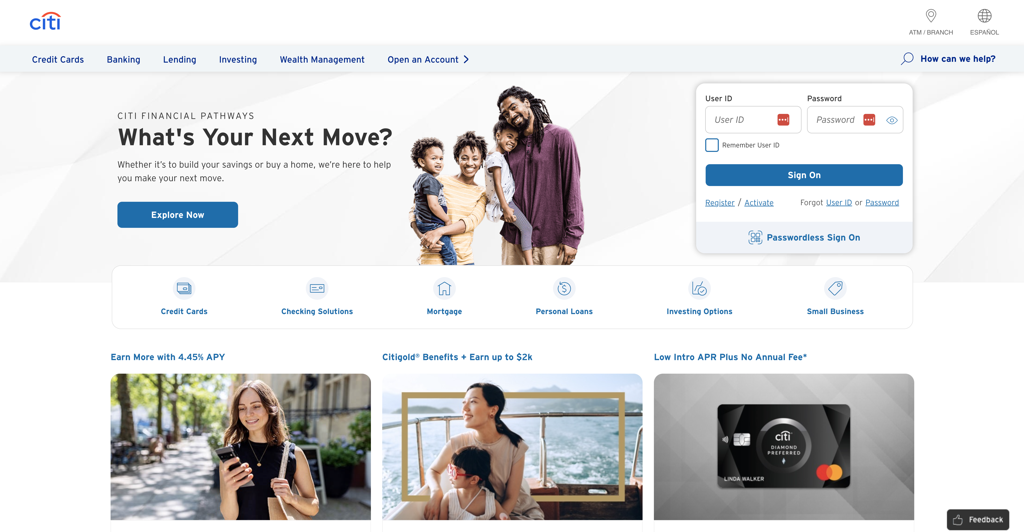 citi
ATM / BRANCH
ESPAÑOL
Credit Cards
Banking
Lending
Investing
Wealth Management
Open an Account
How can we help?
CITI FINANCIAL PATHWAYS
What's Your Next Move?
Whether it's to build your savings or buy a home, we're here to help
you make your next move.
Explore Now
User ID
Password
User ID
Password
Remember User ID
Sign On
Register / Activate
Forgot User ID or Password
Passwordless Sign On
Credit Cards
Checking Solutions
Mortgage
Personal Loans
Investing Options
Small Business
Earn More with 4.45% APY
Citigold® Benefits + Earn up to $2k
Low Intro APR Plus No Annual Fee*
citi
DIAMOND
PREFERRED
LINDA WALKER
Feedback